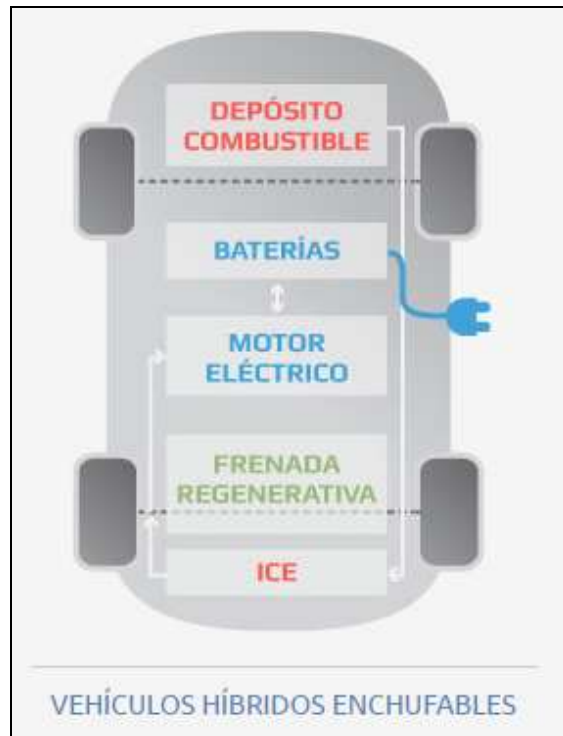 DEPÓSITO
COMBUSTIBLE
BATERÍAS
MOTOR
ELÉCTRICO
FRENADA
REGENERATIVA
ICE
VEHÍCULOS HÍBRIDOS ENCHUFABLES